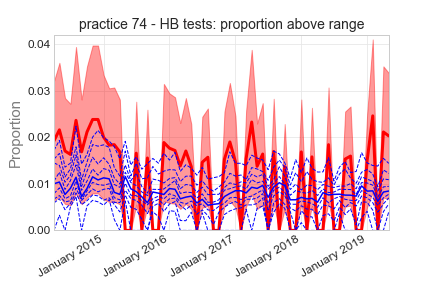 practice 74 - HB tests: proportion above range
0.04
0.03
0.02
0.01
0.00
Proportion
January 2015
January 2016
January 2017
January 2018
January 2019